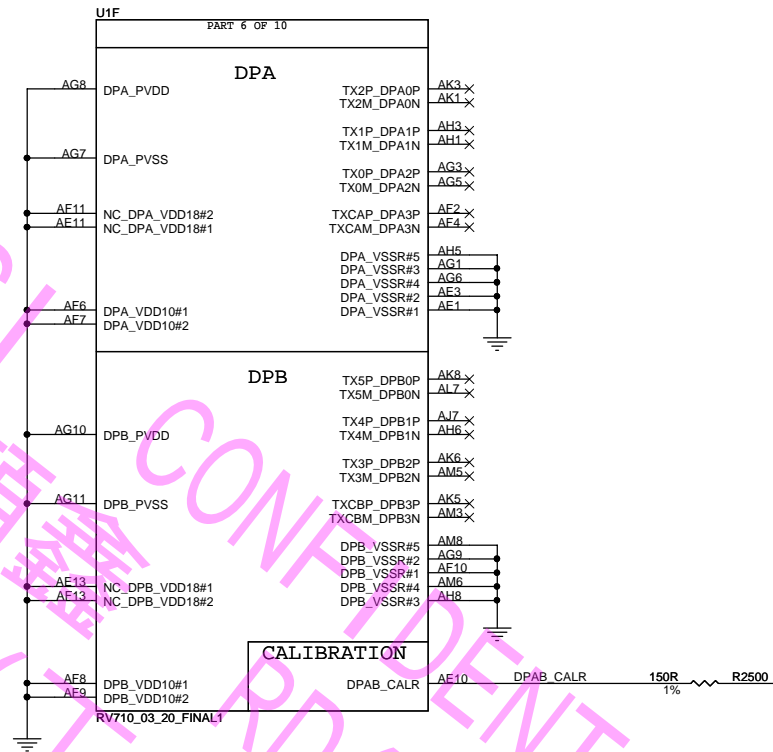 U1F
PART 6 OF 10
DPA
AG8 DPA_PVDD
AG7 DPA_PVSS
AF11 NC_DPA_VDD18#2
AE11 NC_DPA_VDD18#1
AF6 DPA_VDD10#1
AF7 DPA_VDD10#2
TX2P_DPA0P AK3
TX2M_DPA0N AK1
TX1P_DPA1P AH3
TX1M_DPA1N AH1
TX0P_DPA2P AG3
TX0M_DPA2N AG5
TXCAP_DPA3P AF2
TXCAM_DPA3N AF4
DPA_VSSR#5 AH5
DPA_VSSR#3 AG1
DPA_VSSR#4 AG6
DPA_VSSR#2 AE3
DPA_VSSR#1 AE1
DPB
AG10 DPB_PVDD
AG11 DPB_PVSS
AE13 NC_DPB_VDD18#1
AF13 NC_DPB_VDD18#2
AF8 DPB_VDD10#1
AF9 DPB_VDD10#2
TX5P_DPB0P AK8
TX5M_DPB0N AL7
TX4P_DPB1P AJ7
TX4M_DPB1N AH6
TX3P_DPB2P AK6
TX3M_DPB2N AM5
TXCBP_DPB3P AK5
TXCBM_DPB3N AM3
DPB_VSSR#5 AM8
DPB_VSSR#2 AG9
DPB_VSSR#1 AF10
DPB_VSSR#4 AM6
DPB_VSSR#3 AH8
CALIBRATION
DPAB_CALR AE10 DPAB_CALR 150R R2500
1%
RV710_03_20_FINAL1
CONFIDENT